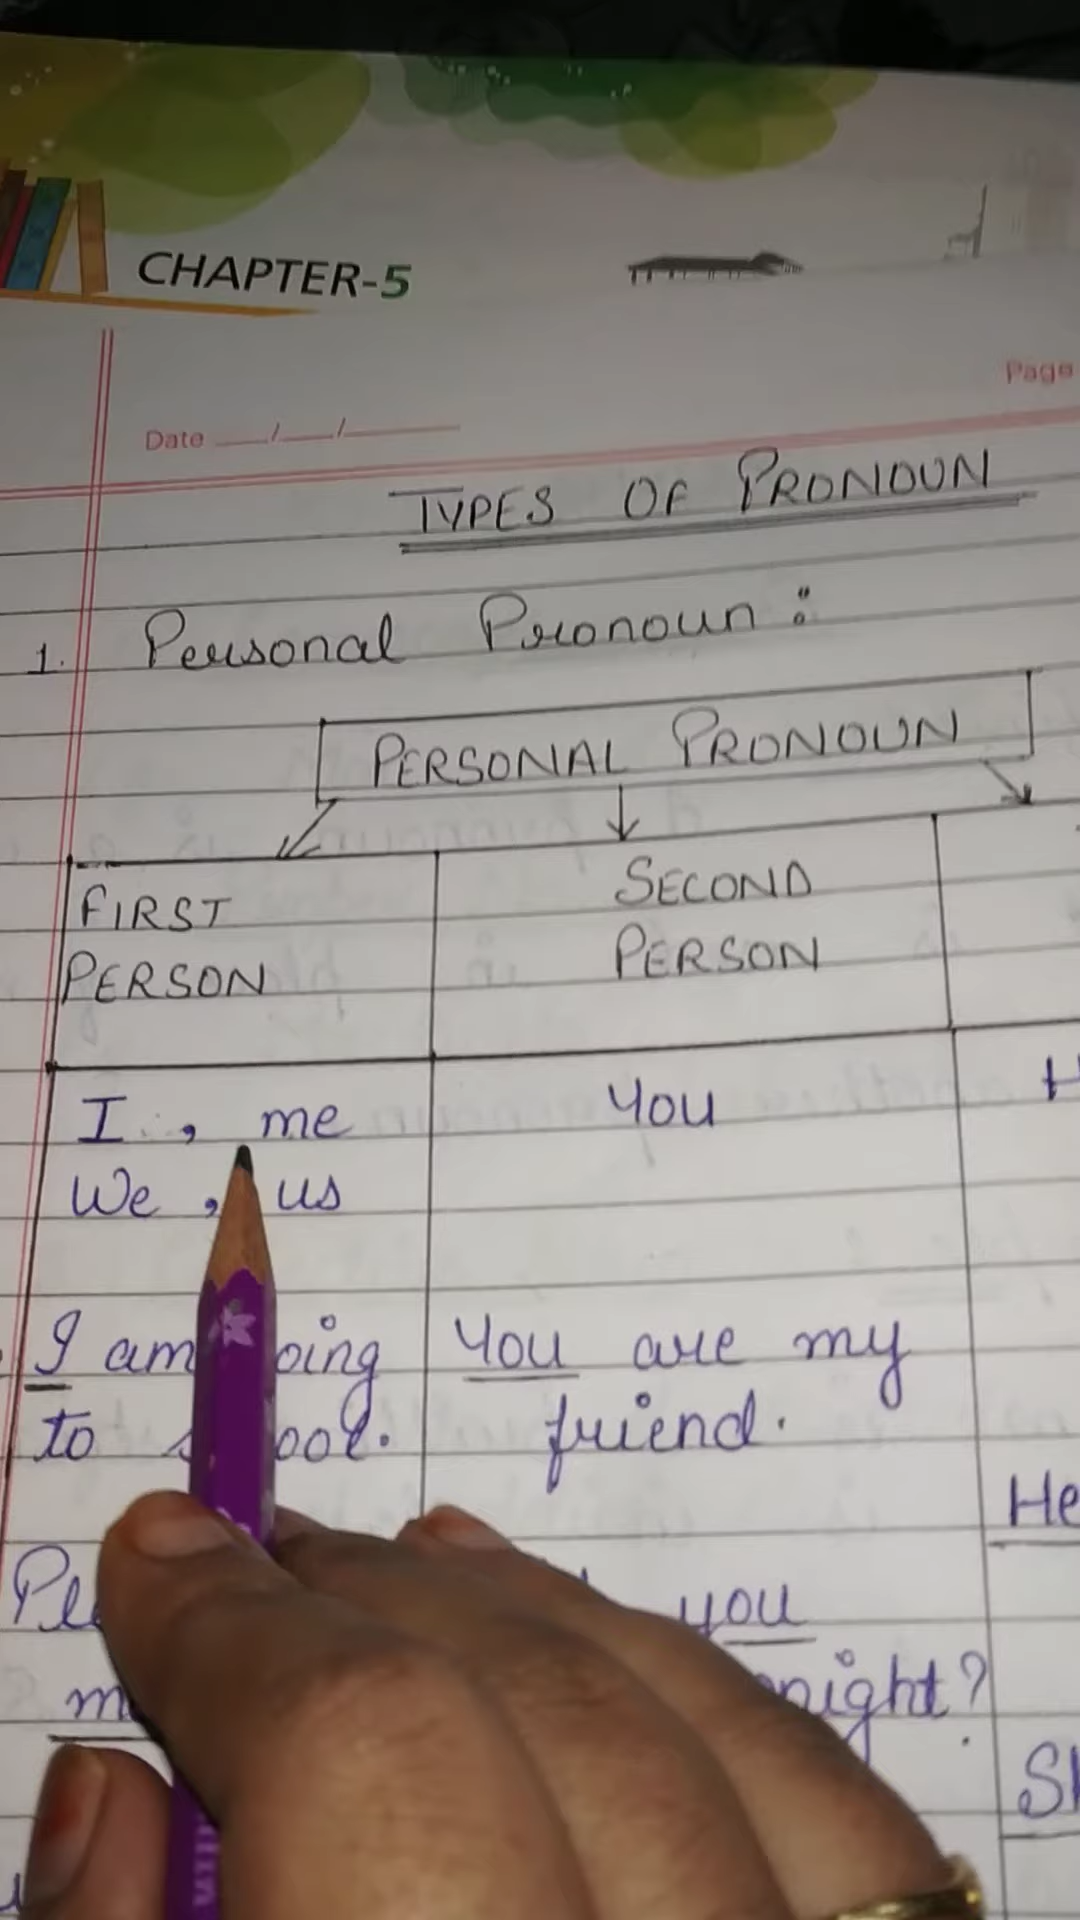 CHAPTER-5
Page
Date
TYPES OF PRONOUN
1. Personal Pronoun :
PERSONAL PRONOUN
FIRST
PERSON
SECOND
PERSON
I , me
We , us
You
I am
to
You are my
friend.
you
night?
He